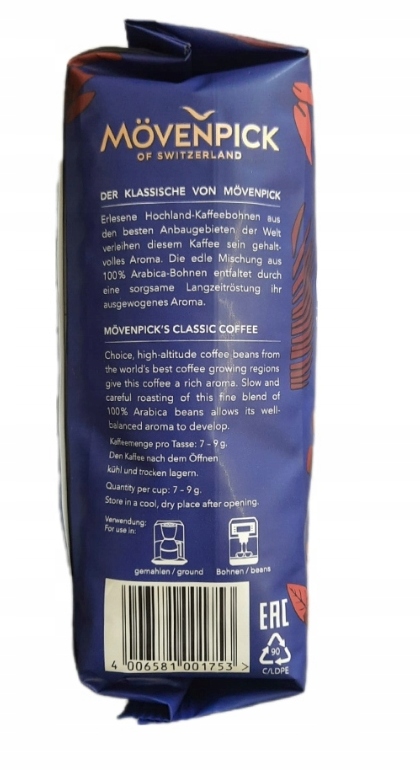 MÖVENPICK
OF SWITZERLAND
DER KLASSISCHE VON MÖVENPICK
Erlesene Hochland-Kaffeebohnen aus
den besten Anbaugebieten der Welt
verleihen diesem Kaffee sein gehalt-
volles Aroma. Die edle Mischung aus
100% Arabica-Bohnen entfaltet durch
eine sorgsame Langzeitröstung ihr
ausgewogenes Aroma.
MÖVENPICK'S CLASSIC COFFEE
Choice, high-altitude coffee beans from
the world's best coffee growing regions
give this coffee a rich aroma. Slow and
careful roasting of this fine blend of
100% Arabica beans allows its well-
balanced aroma to develop.
Kaffeemenge pro Tasse: 7 – 9 g.
Den Kaffee nach dem Öffnen
kühl und trocken lagern.
Quantity per cup: 7 – 9 g.
Store in a cool, dry place after opening.
Verwendung:
For use in:
gemahlen / ground
Bohnen / beans
4 006581 001753 >
EAC
90
C/LDPE